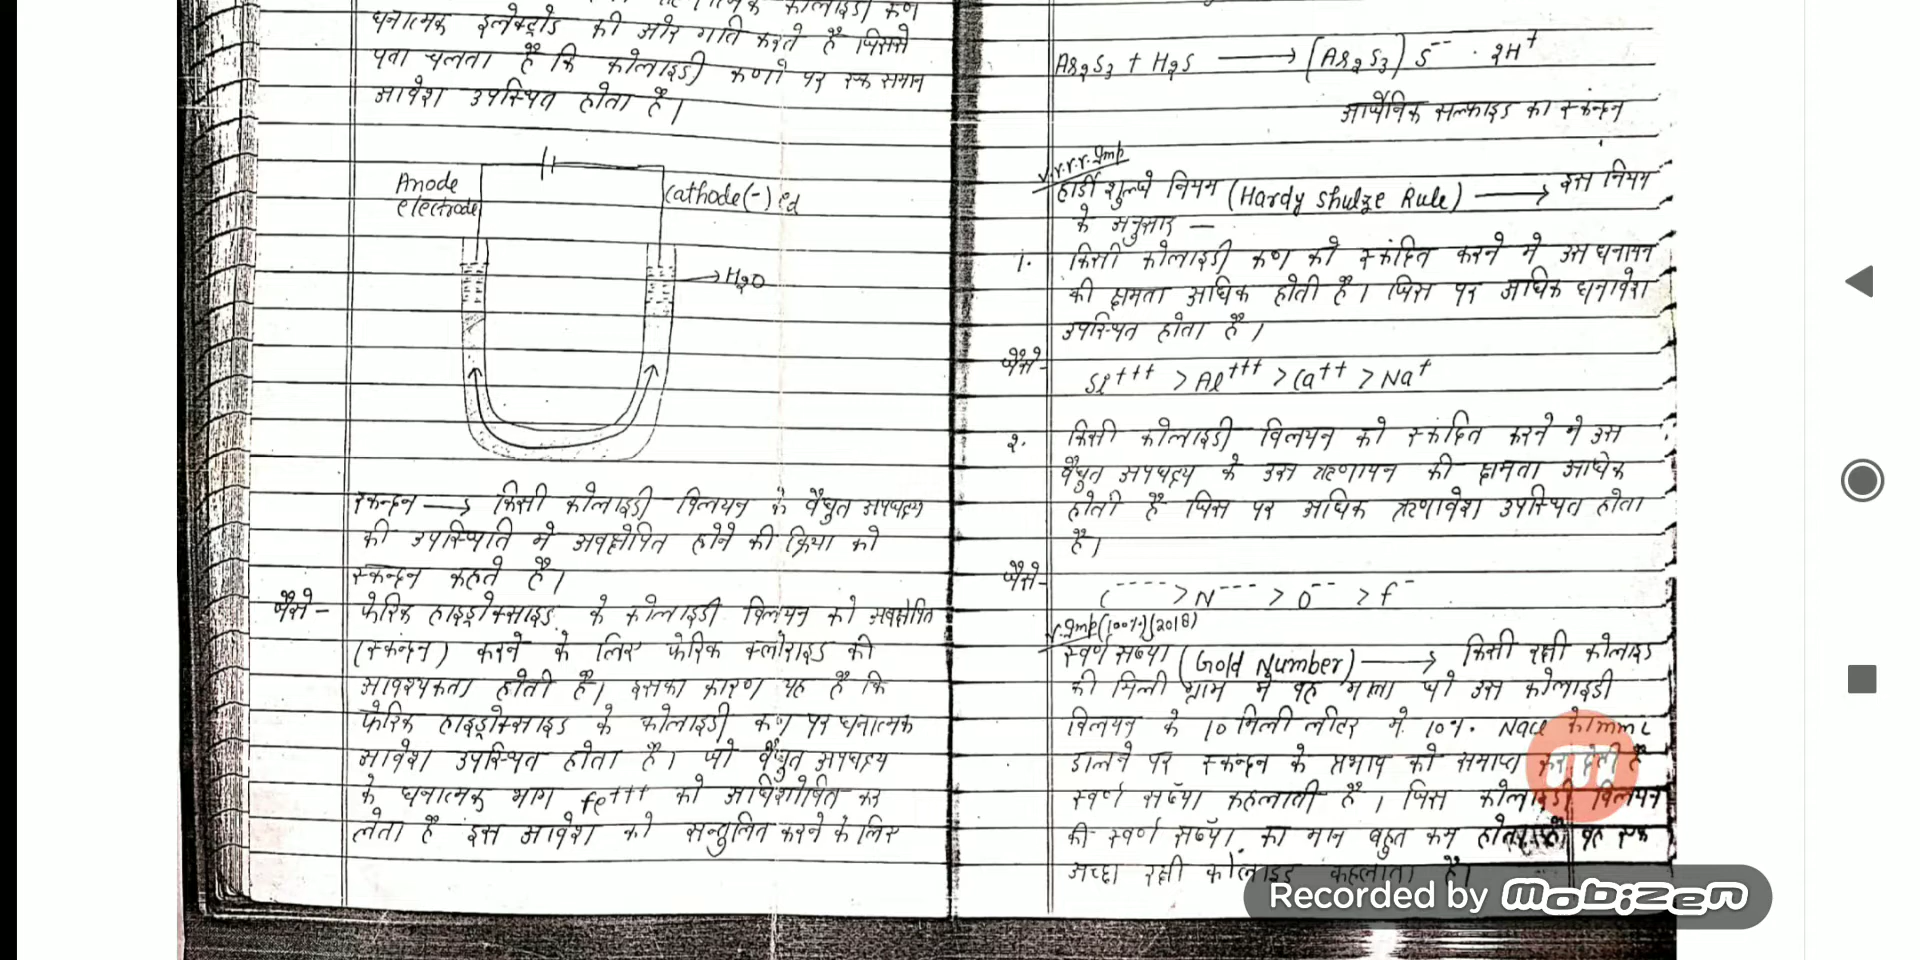 धनात्मक इलेक्ट्रोड की ओर गति करते है जिससे
पता चलता है कि कोलाइडी कणो पर एक समान
आवेश उपस्थित होता है।
Anode
electrode
Cathode(-) ed
H₂O
स्कन्दन → किसी कोलाइडी विलयन के वैद्युत अपघट्य
की उपस्थिति मे अवक्षेपित होने की क्रिया को
स्कन्दन कहते है।
जैसे- फेरिक हाइड्रोक्साइड के कोलाइडी विलयन को अवक्षेपित
(स्कंदन) करने के लिए फेरिक क्लोराइड की
आवश्यकता होती है। इसका कारण यह है कि
फेरिक हाइड्रोक्साइड के कोलाइडी कण पर धनात्मक
आवेश उपस्थित होता है। जो वैद्युत अपघट्य
के धनात्मक भाग fe+++ को अधिशोषित कर
लेता है इस आवेश को सन्तुलित करने के लिए
As₂S₃ + H₂S → (As₂S₃) S-- . 2H+
आर्सेनिक सल्फाइड का स्कन्दन
v.r.r.r. Imp
हार्डी शुल्जे नियम (Hardy Shulze Rule) → इस नियम
के अनुसार —
1. किसी कोलाइडी कण को स्कंदित करने मे उस धनायन
की क्षमता अधिक होती है। जिस पर अधिक धनावेश
उपस्थित होता है।
जैसे-
> Al+++ > Ca++ > Na+
2. किसी कोलाइडी विलयन को स्कंदित करने मे उस
वैद्युत अपघट्य के उस ऋणायन की क्षमता अधिक
होती है जिस पर अधिक ऋणावेश उपस्थित होता
है।
जैसे-
C---- > N--- > O-- > f-
v. Imp (100%) (2018)
स्वर्ण संख्या (Gold Number) → किसी रक्षी कोलाइड
की मिली ग्राम मे वह मात्रा जो उस कोलाइडी
विलयन के 10 मिली लीटर मे 10%. NaCl के
डालने पर स्कन्दन के प्रभाव को समाप्त कर देती है
स्वर्ण संख्या कहलाती है। जिस कोलाइडी विलयन
की स्वर्ण संख्या का मान बहुत कम होता है। वह एक
अच्छा रक्षी कोलाइड कहलाता है।
Recorded by mobizen